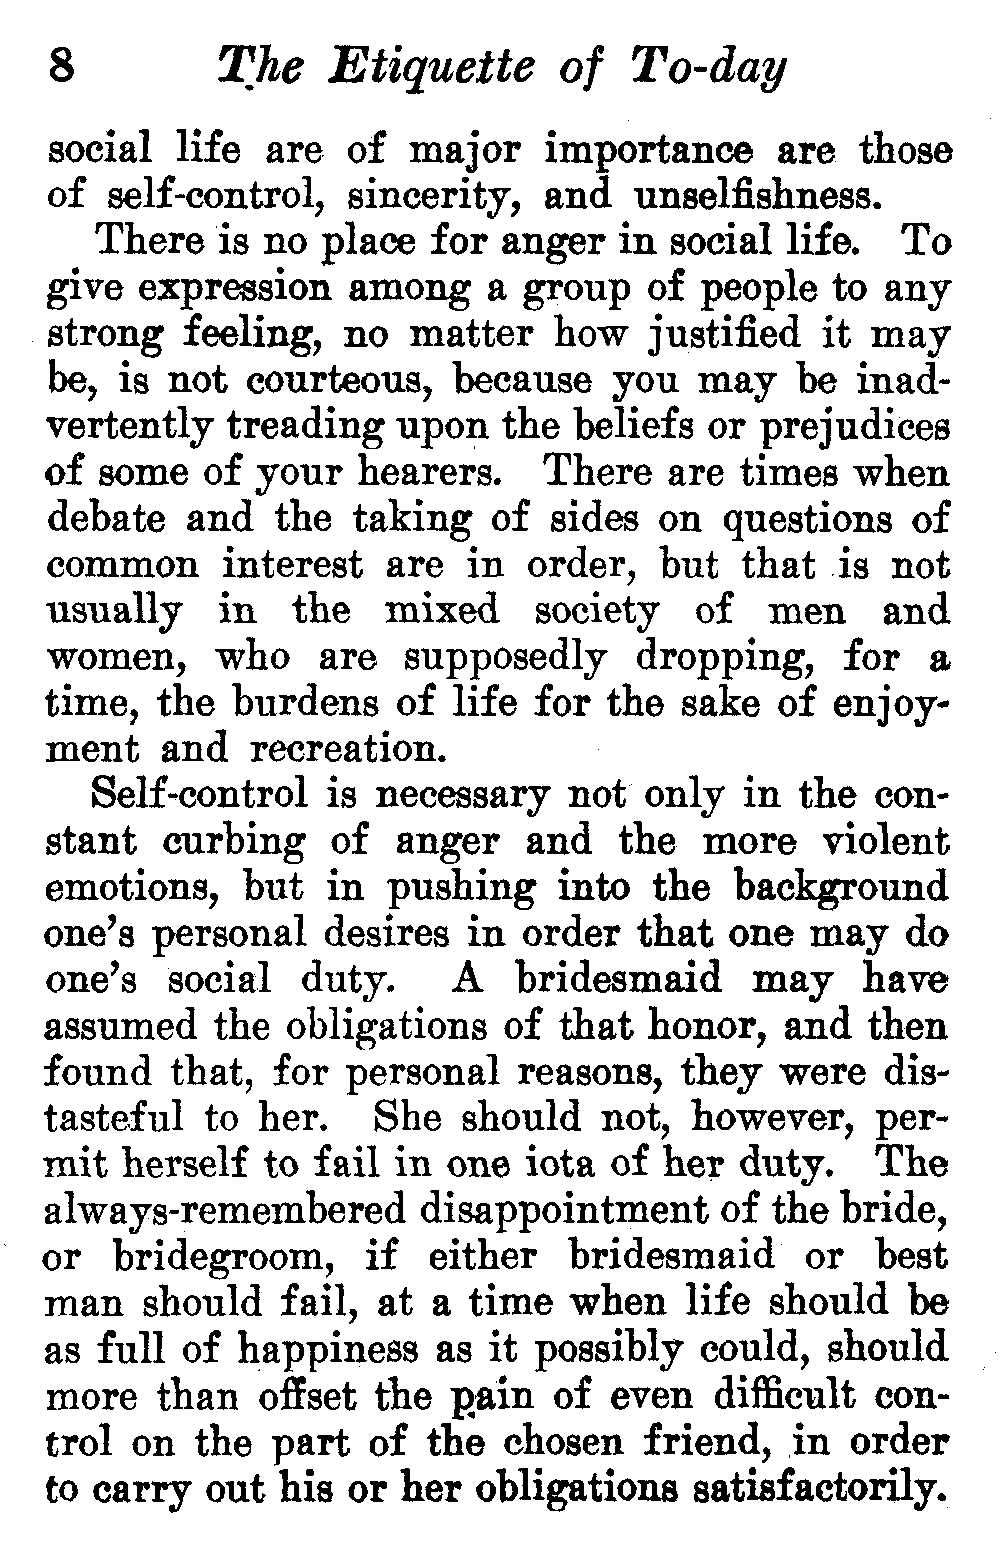 8 The Etiquette of To-day
social life are of major importance are those
of self-control, sincerity, and unselfishness.
There is no place for anger in social life. To
give expression among a group of people to any
strong feeling, no matter how justified it may
be, is not courteous, because you may be inad-
vertently treading upon the beliefs or prejudices
of some of your hearers. There are times when
debate and the taking of sides on questions of
common interest are in order, but that is not
usually in the mixed society of men and
women, who are supposedly dropping, for a
time, the burdens of life for the sake of enjoy-
ment and recreation.
Self-control is necessary not only in the con-
stant curbing of anger and the more violent
emotions, but in pushing into the background
one's personal desires in order that one may do
one's social duty. A bridesmaid may have
assumed the obligations of that honor, and then
found that, for personal reasons, they were dis-
tasteful to her. She should not, however, per-
mit herself to fail in one iota of her duty. The
always-remembered disappointment of the bride,
or bridegroom, if either bridesmaid or best
man should fail, at a time when life should be
as full of happiness as it possibly could, should
more than offset the pain of even difficult con-
trol on the part of the chosen friend, in order
to carry out his or her obligations satisfactorily.